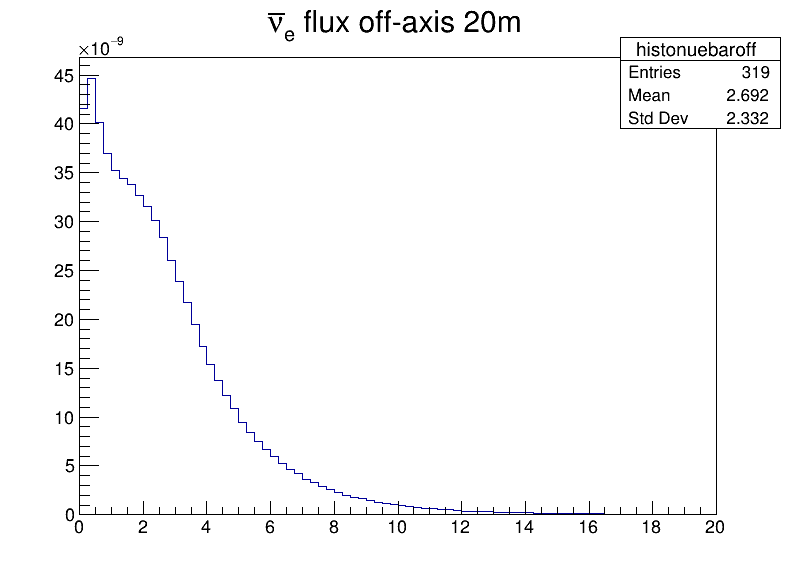 ν̅ₑ flux off-axis 20m
×10⁻⁹
histonuebaroff
Entries 319
Mean 2.692
Std Dev 2.332
45
40
35
30
25
20
15
10
5
0
0 2 4 6 8 10 12 14 16 18 20